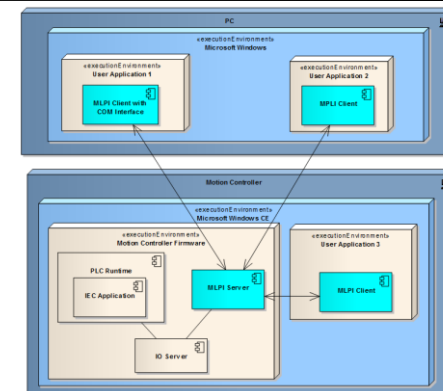 PC
«executionEnvironment»
Microsoft Windows
«executionEnvironment»
User Application 1
MLPI Client with
COM Interface
«executionEnvironment»
User Application 2
MPLI Client
Motion Controller
«executionEnvironment»
Microsoft Windows CE
«executionEnvironment»
Motion Controller Firmware
PLC Runtime
IEC Application
MLPI Server
IO Server
«executionEnvironment»
User Application 3
MLPI Client